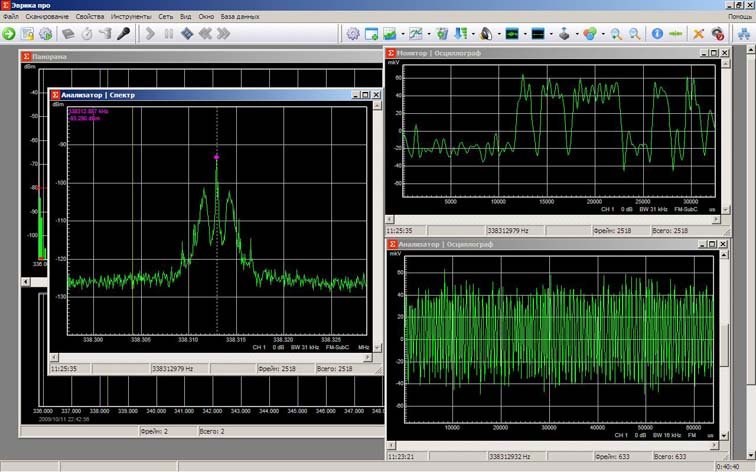 Эврика про
Файл Сканирование Свойства Инструменты Сеть Вид Окно База данных Помощь
Панорама
dBm
-40
-50
-60
-70
-80
-90
-100
336.000 337.000 338.000 339.000 340.000 341.000 342.000 343.000 344.000 345.000 346.000 347.000
2009/10/11 22:42:56
Фрейм: 2 Всего: 2
Анализатор | Спектр
dBm
-90
-100
-110
-120
-130
338.300 338.305 338.310 338.315 338.320 338.325
CH 1 0 dB BW 31 kHz FM-SubC MHz
11:25:35 338312979 Hz Фрейм: 2518 Всего: 2518
Монитор | Осциллограф
mkV
60
40
20
0
-20
-40
-60
5000 10000 15000 20000 25000 30000
CH 1 0 dB BW 31 kHz FM-SubC us
11:25:35 338312979 Hz Фрейм: 2518 Всего: 2518
Анализатор | Осциллограф
mkV
60
40
20
0
-20
-40
-60
10000 20000 30000 40000 50000 60000
CH 1 0 dB BW 16 kHz FM us
11:23:21 338312932 Hz Фрейм: 633 Всего: 633
0:40:40